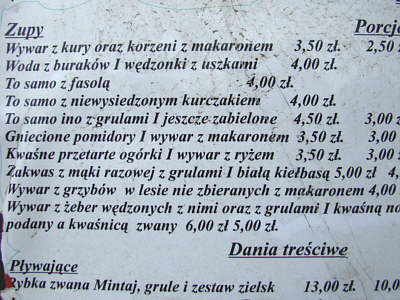 Zupy Porcje
Wywar z kury oraz korzeni z makaronem 3,50 zł. 2,50
Woda z buraków I wędzonki z uszkami 4,00 zł.
To samo z fasolą 4,00 zł.
To samo z niewysiedzonym kurczakiem 4,00 zł.
To samo ino z grulami I jeszcze zabielone 4,50 zł. 3,00
Gniecione pomidory I wywar z makaronem 3,50 zł. 3,00
Kwaśne przetarte ogórki I wywar z ryżem 3,50 zł. 3,00
Zakwas z mąki razowej z grulami I białą kiełbasą 5,00 zł 4,
Wywar z grzybów w lesie nie zbieranych z makaronem 4,00
Wywar z żeber wędzonych z nimi oraz z grulami I kwaśną
podany a kwaśnicą zwany 6,00 zł 5,00 zł.
Dania treściwe
Pływające
Rybka zwana Mintaj, grule i zestaw zielsk 13,00 zł. 10,0